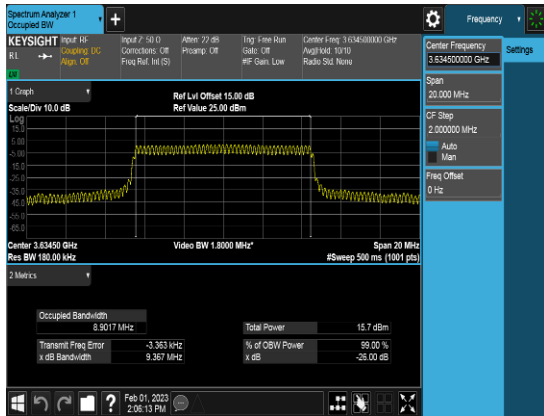 Spectrum Analyzer 1
Occupied BW
Frequency
KEYSIGHT
RL
Input: RF
Coupling: DC
Align: Off
Input Z: 50 Ω
Corrections: Off
Freq Ref: Int (S)
Atten: 22 dB
Preamp: Off
Trig: Free Run
Gate: Off
#IF Gain: Low
Center Freq: 3.634500000 GHz
Avg|Hold: 10/10
Radio Std: None
Center Frequency
3.634500000 GHz
Settings
Span
20.000 MHz
CF Step
2.000000 MHz
Auto
Man
Freq Offset
0 Hz
1 Graph
Scale/Div 10.0 dB
Ref Lvl Offset 15.00 dB
Ref Value 25.00 dBm
Log
15.0
5.00
-5.00
-15.0
-25.0
-35.0
-45.0
-55.0
-65.0
Center 3.63450 GHz
Res BW 180.00 kHz
Video BW 1.8000 MHz*
Span 20 MHz
#Sweep 500 ms (1001 pts)
2 Metrics
Occupied Bandwidth
8.9017 MHz
Total Power 15.7 dBm
Transmit Freq Error -3.363 kHz
% of OBW Power 99.00 %
x dB Bandwidth 9.367 MHz
x dB -26.00 dB
?
Feb 01, 2023
2:06:13 PM